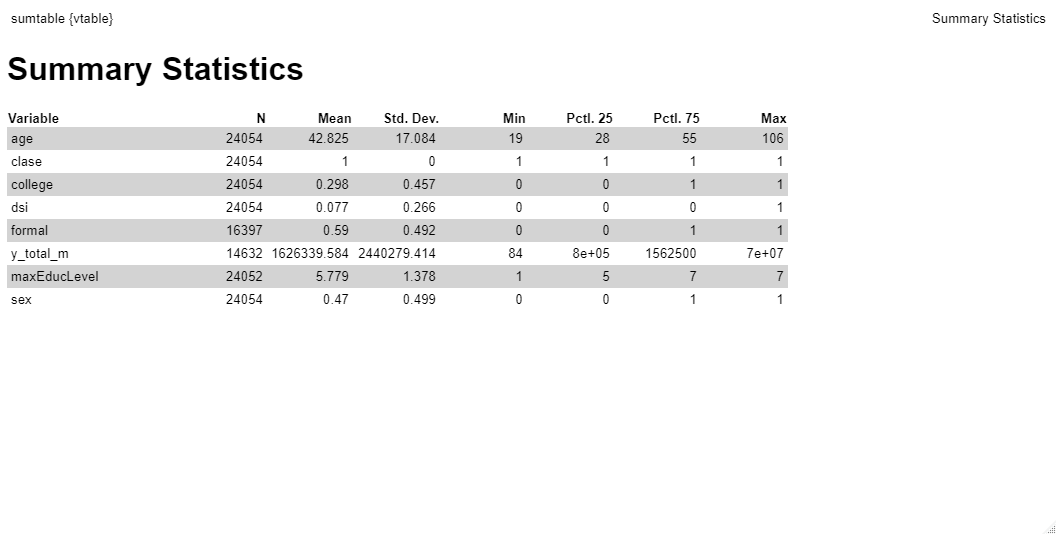 sumtable {vtable} Summary Statistics
Summary Statistics
Variable N Mean Std. Dev. Min Pctl. 25 Pctl. 75 Max
age 24054 42.825 17.084 19 28 55 106
clase 24054 1 0 1 1 1 1
college 24054 0.298 0.457 0 0 1 1
dsi 24054 0.077 0.266 0 0 0 1
formal 16397 0.59 0.492 0 0 1 1
y_total_m 14632 1626339.584 2440279.414 84 8e+05 1562500 7e+07
maxEducLevel 24052 5.779 1.378 1 5 7 7
sex 24054 0.47 0.499 0 0 1 1